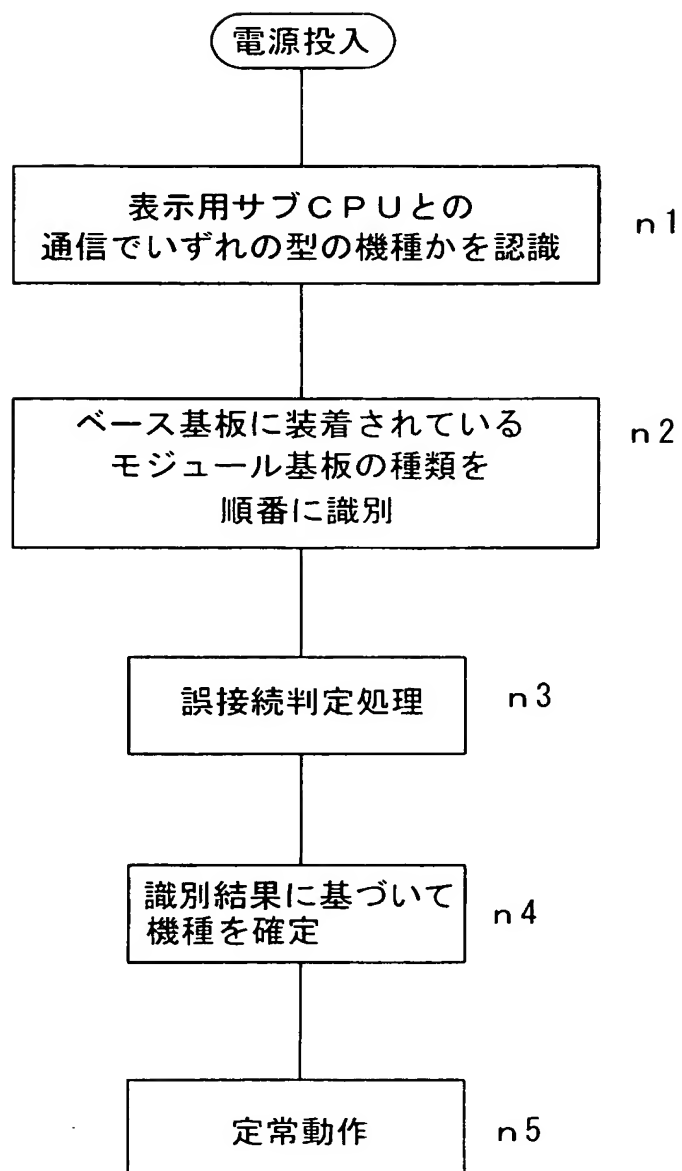 電源投入
表示用サブＣＰＵとの
通信でいずれの型の機種かを認識
n1
ベース基板に装着されている
モジュール基板の種類を
順番に識別
n2
誤接続判定処理
n3
識別結果に基づいて
機種を確定
n4
定常動作
n5